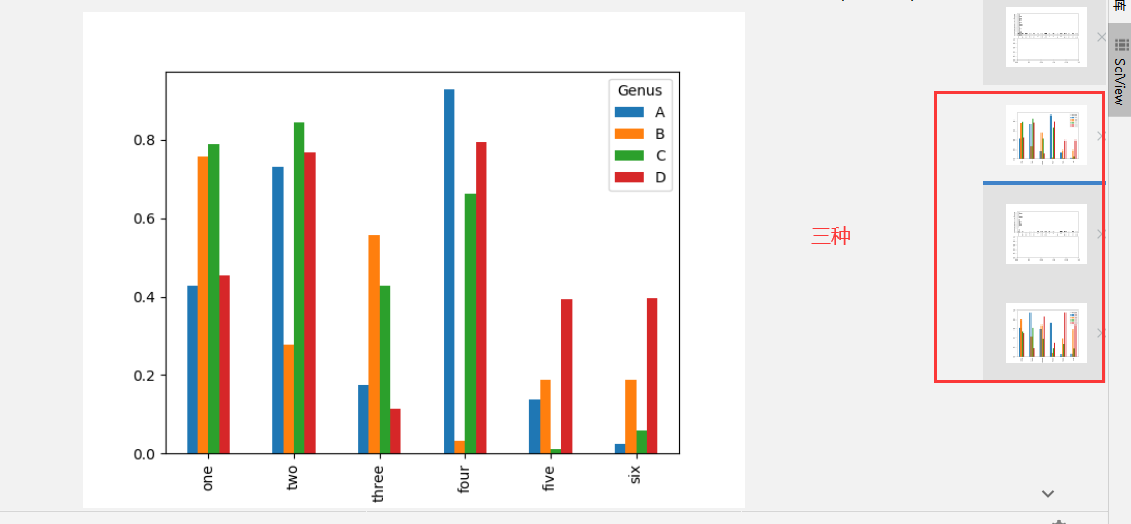 库
SciView
Genus
A
B
C
D
0.8
0.6
0.4
0.2
0.0
one
two
three
four
five
six
三种